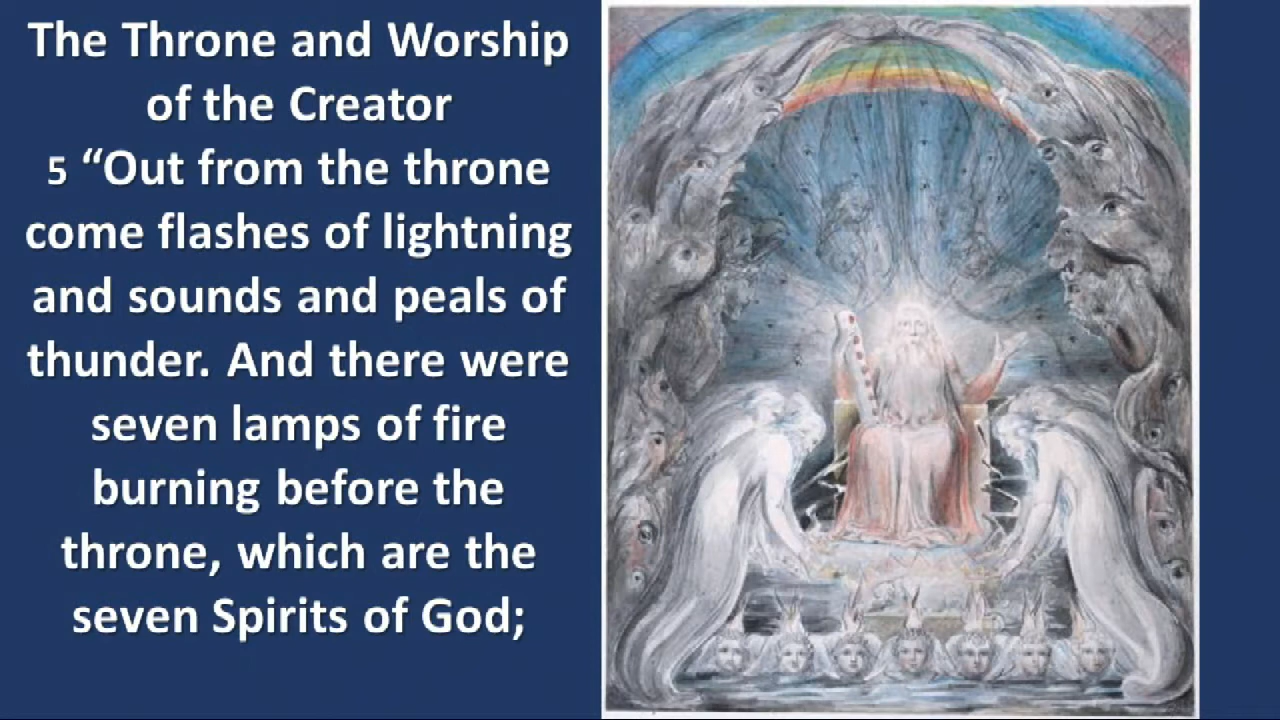 The Throne and Worship
of the Creator
5 “Out from the throne
come flashes of lightning
and sounds and peals of
thunder. And there were
seven lamps of fire
burning before the
throne, which are the
seven Spirits of God;